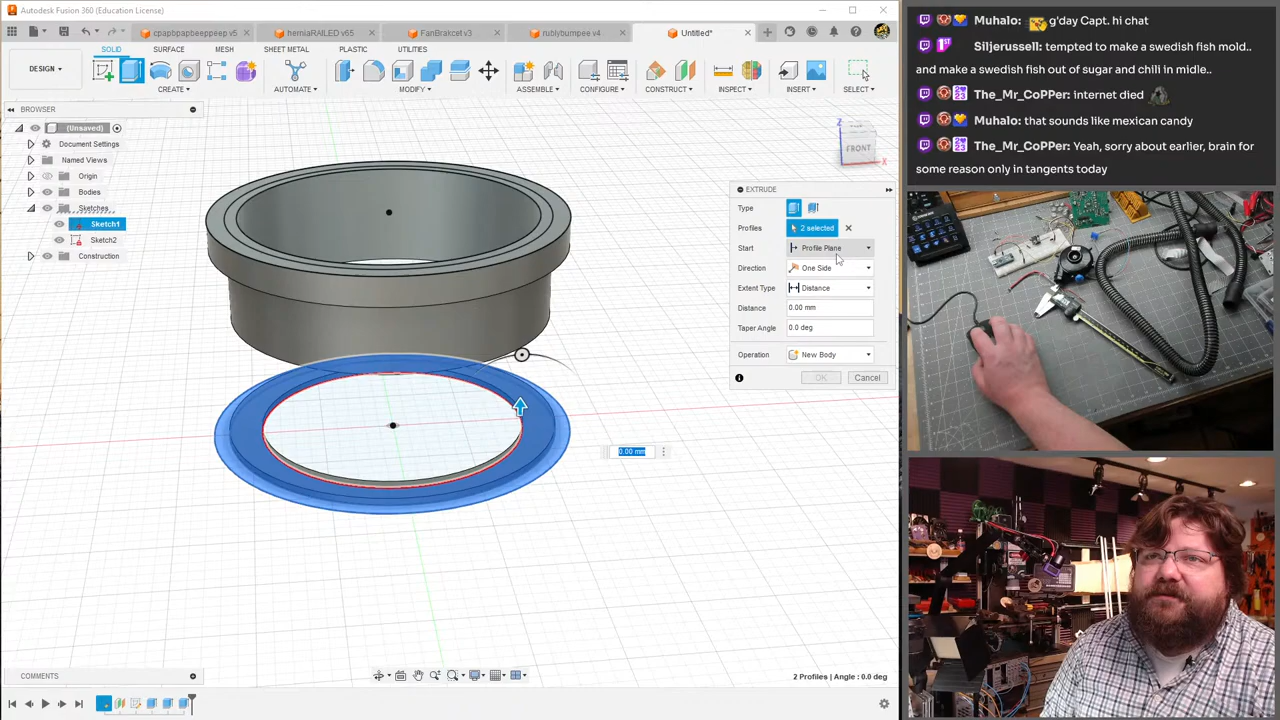 Autodesk Fusion 360 (Education License)
cpapbpapbeeppeep v5
herniaRAILED v65
FanBrakcet v3
rublybumpee v4
Untitled*
SOLID
SURFACE
MESH
SHEET METAL
PLASTIC
UTILITIES
DESIGN
CREATE
AUTOMATE
MODIFY
ASSEMBLE
CONFIGURE
CONSTRUCT
INSPECT
INSERT
SELECT
BROWSER
(Unsaved)
Document Settings
Named Views
Origin
Bodies
Sketches
Sketch1
Sketch2
Construction
Z
FRONT
X
EXTRUDE
Type
Profiles 2 selected
Start Profile Plane
Direction One Side
Extent Type Distance
Distance 0.00 mm
Taper Angle 0.0 deg
Operation New Body
OK Cancel
0.00 mm
2 Profiles | Angle : 0.0 deg
COMMENTS
Muhalo: g'day Capt. hi chat
Siljerussell: tempted to make a swedish fish mold..
and make a swedish fish out of sugar and chili in midle..
The_Mr_CoPPer: internet died
Muhalo: that sounds like mexican candy
The_Mr_CoPPer: Yeah, sorry about earlier, brain for
some reason only in tangents today